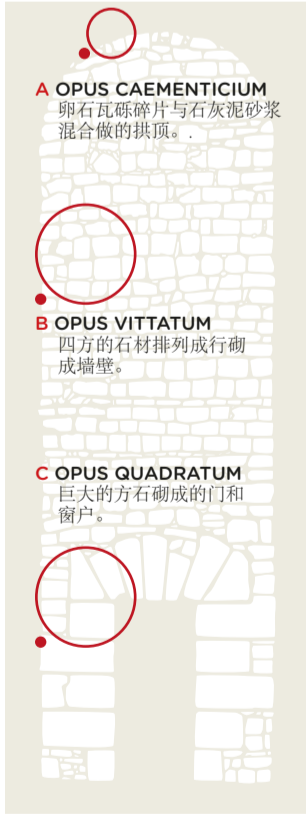 A OPUS CAEMENTICIUM
卵石瓦砾碎片与石灰泥砂浆
混合做的拱顶。.
B OPUS VITTATUM
四方的石材排列成行砌
成墙壁。
C OPUS QUADRATUM
巨大的方石砌成的门和
窗户。